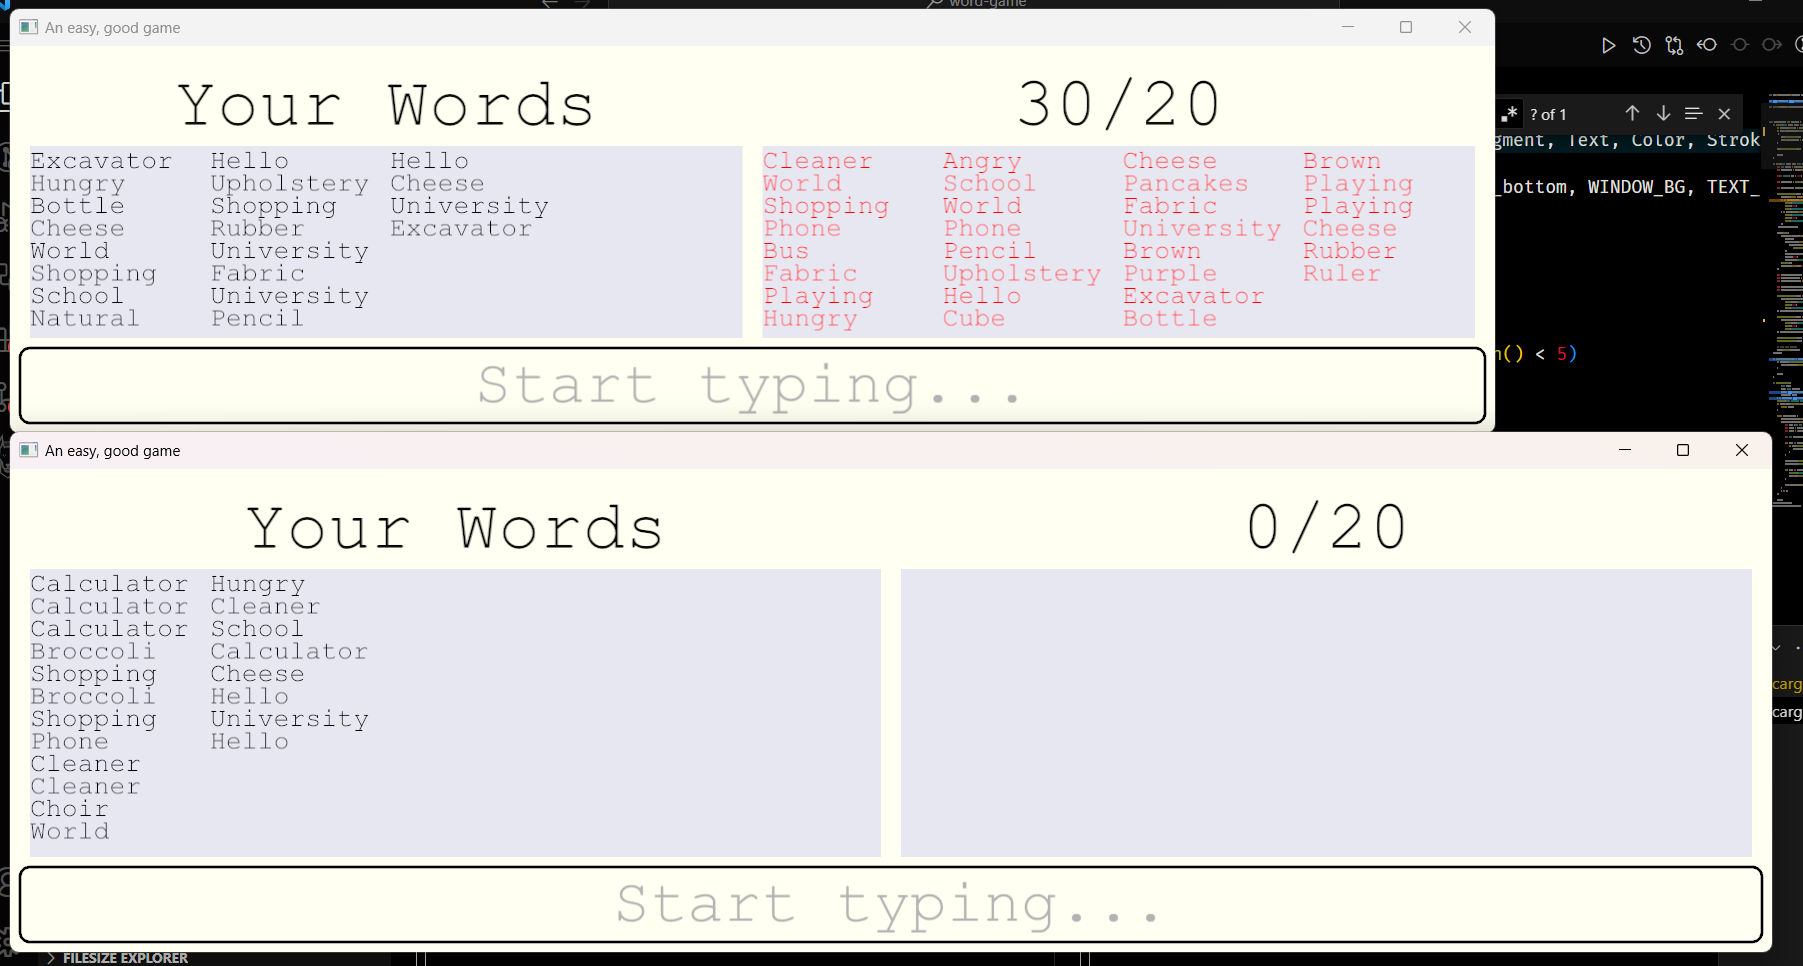 word-game
An easy, good game
? of 1
Your Words
30/20
gment, Text, Color, Strok
_bottom, WINDOW_BG, TEXT_
Excavator Hello Hello
Hungry Upholstery Cheese
Bottle Shopping University
Cheese Rubber Excavator
World University
Shopping Fabric
School University
Natural Pencil
Cleaner Angry Cheese Brown
World School Pancakes Playing
Shopping World Fabric Playing
Phone Phone University Cheese
Bus Pencil Brown Rubber
Fabric Upholstery Purple Ruler
Playing Hello Excavator
Hungry Cube Bottle
() < 5)
Start typing...
An easy, good game
Your Words
0/20
Calculator Hungry
Calculator Cleaner
Calculator School
Broccoli Calculator
Shopping Cheese
Broccoli Hello
Shopping University
Phone Hello
Cleaner
Cleaner
Choir
World
carg
carg
Start typing...
FILESIZE EXPLORER